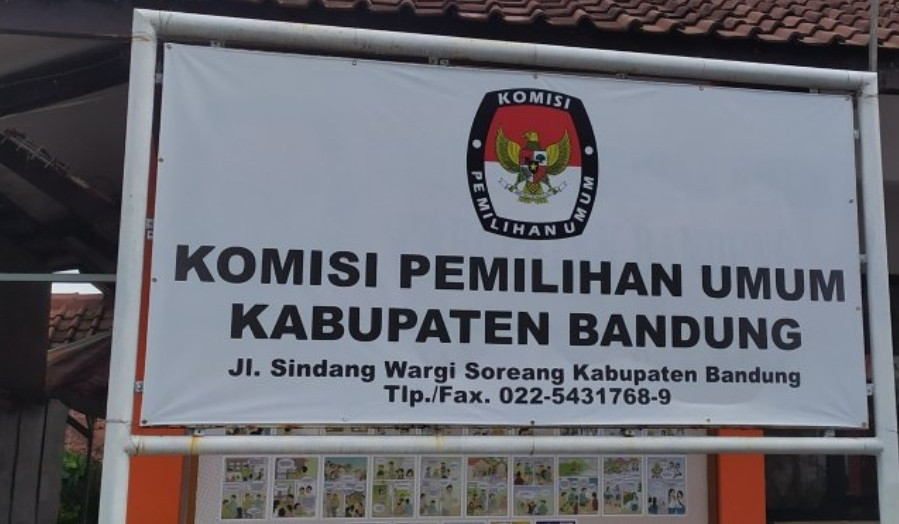 KOMISI
PEMILIHAN UMUM
KOMISI PEMILIHAN UMUM
KABUPATEN BANDUNG
Jl. Sindang Wargi Soreang Kabupaten Bandung
Tlp./Fax. 022-5431768-9